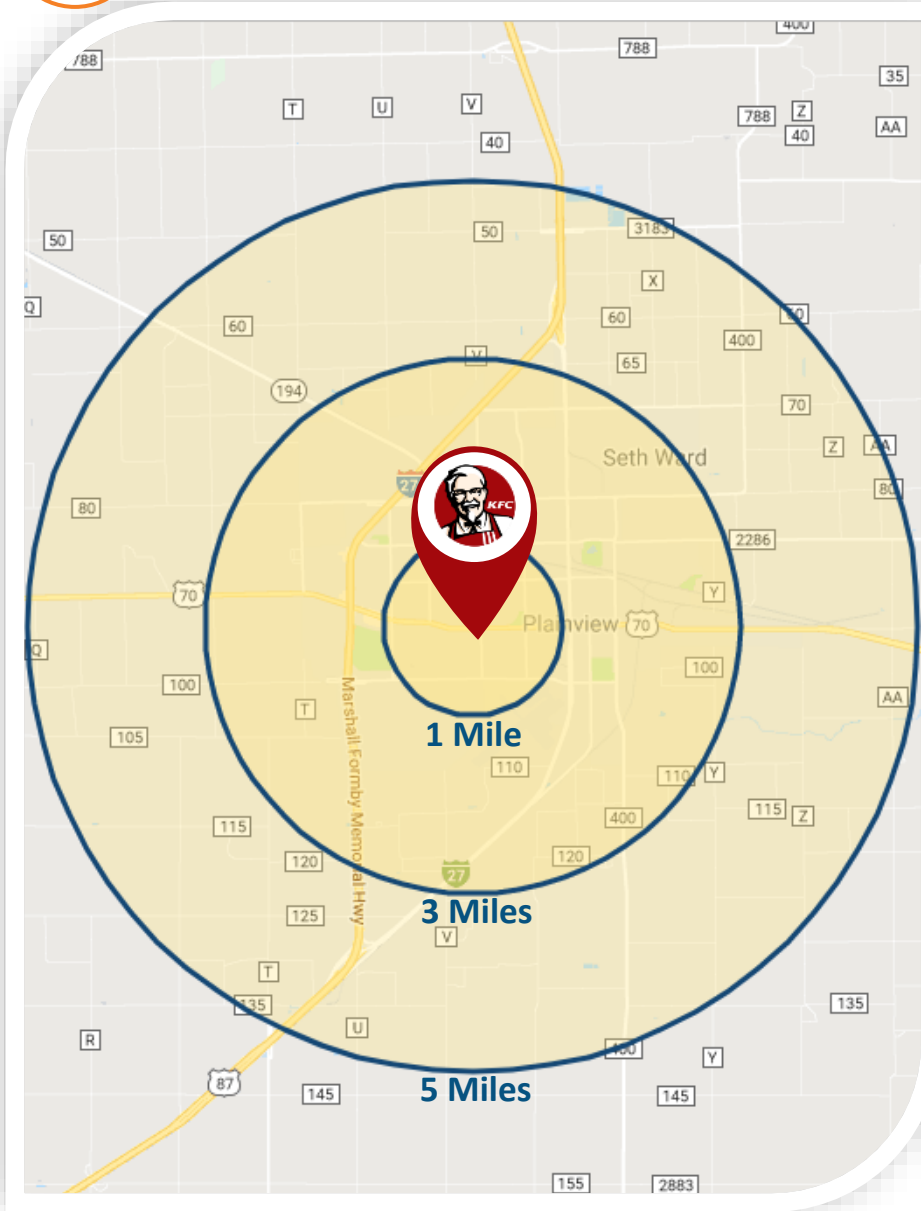 400
788
788
35
T
U
V
788
Z
40
AA
40
50
50
3183
X
Q
60
60
60
400
V
65
194
70
Seth Ward
Z
AA
27
KFC
80
80
2286
70
Y
Plainview
70
Q
100
100
T
AA
Marshall Formby Memorial Hwy
105
1 Mile
110
110
Y
115
400
115
Z
120
120
27
3 Miles
125
V
T
135
135
U
R
400
Y
87
5 Miles
145
145
155
2883